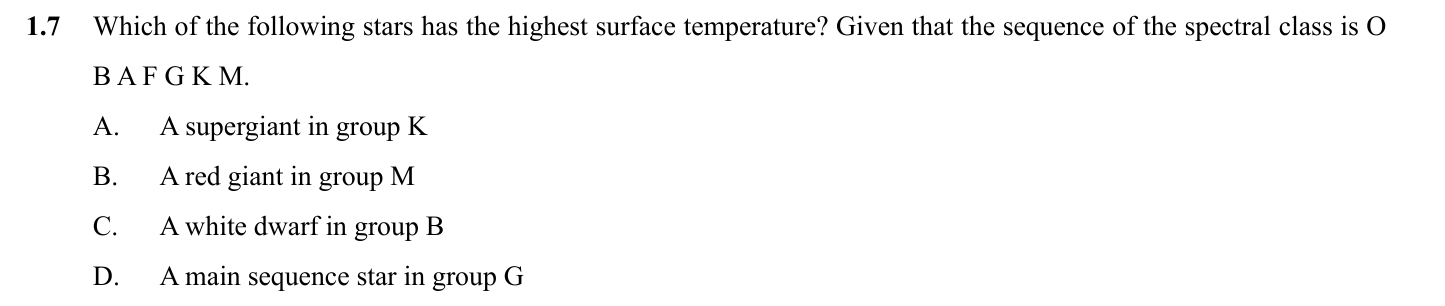 1.7 Which of the following stars has the highest surface temperature? Given that the sequence of the spectral class is O
B A F G K M.
A. A supergiant in group K
B. A red giant in group M
C. A white dwarf in group B
D. A main sequence star in group G